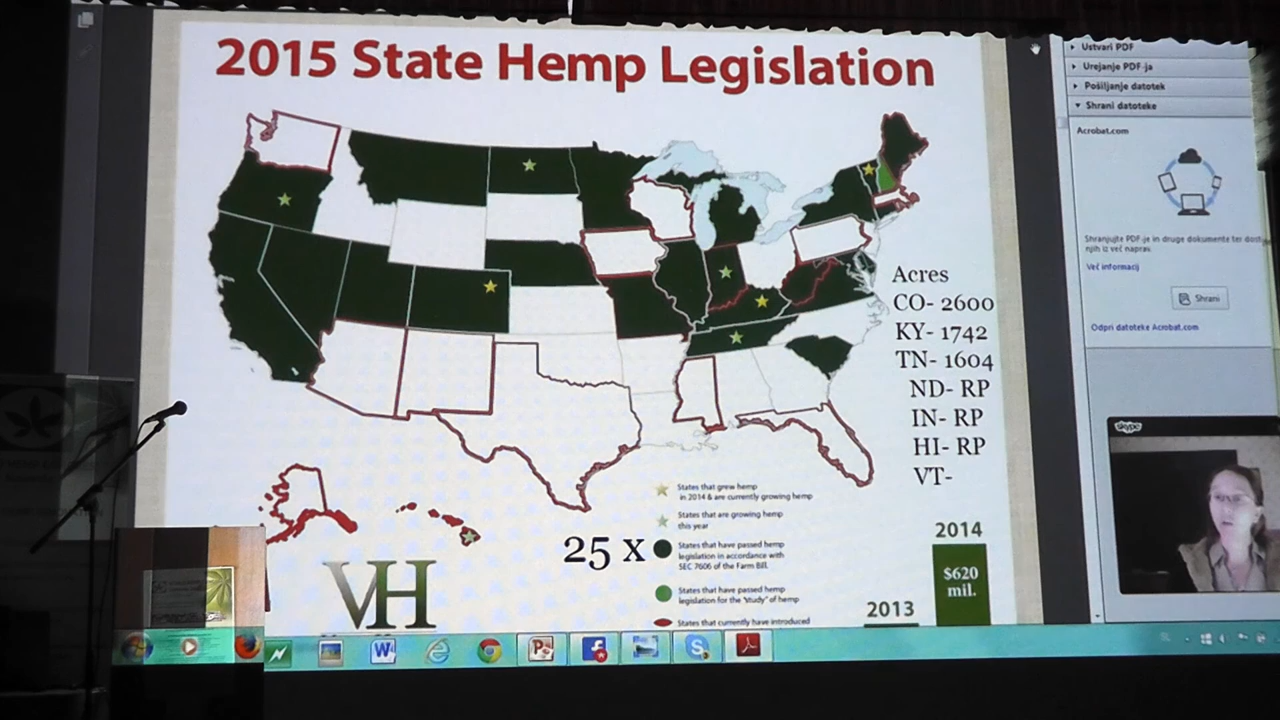 2015 State Hemp Legislation
Acres
CO- 2600
KY- 1742
TN- 1604
ND- RP
IN- RP
HI- RP
VT-
States that grew hemp
in 2014 & are currently growing hemp
States that are growing hemp
this year
25 x
States that have passed hemp
legislation in accordance with
SEC 7606 of the Farm Bill.
States that have passed hemp
legislation for the "study" of hemp
States that currently have introduced
VH
2013
2014
$620
mil.
Ustvari PDF
Urejanje PDF-ja
Pošiljanje datotek
Shrani datoteke
Acrobat.com
Shranjujte PDF-je in druge dokumente ter
njih iz več naprav.
Več informacij
Shrani
Odpri datoteke Acrobat.com
skype